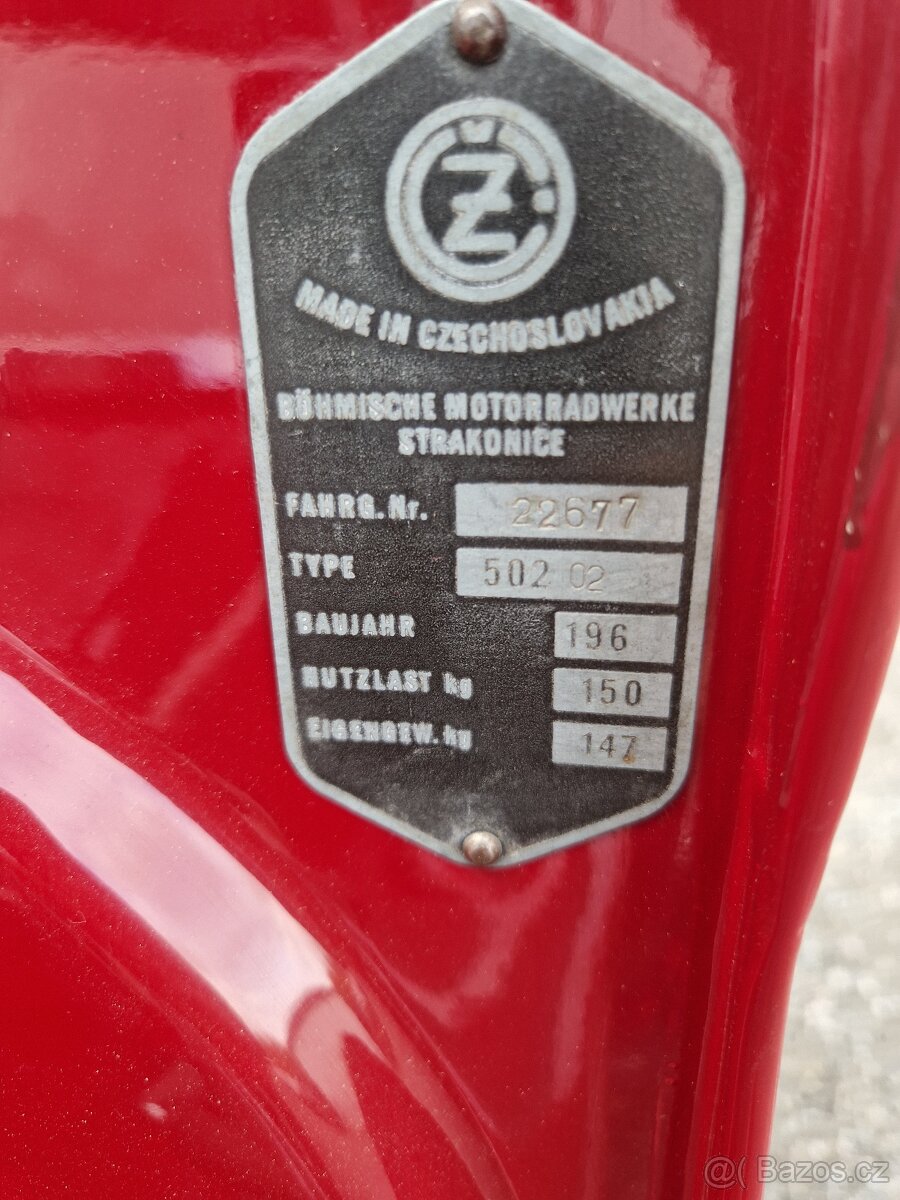 ČZ
MADE IN CZECHOSLOVAKIA
BÖHMISCHE MOTORRADWERKE
STRAKONICE
FAHRG.Nr. 22677
TYPE 502 02
BAUJAHR 196
NUTZLAST kg 150
EIGENGEW. kg 147
@( Bazos.cz